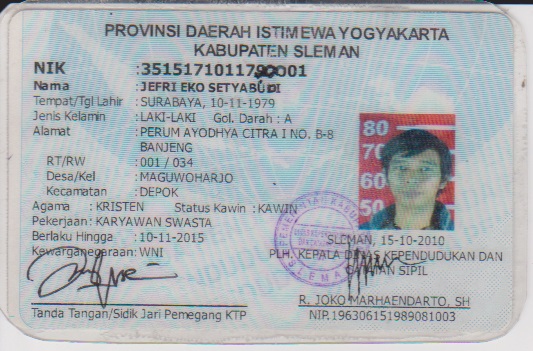 PROVINSI DAERAH ISTIMEWA YOGYAKARTA
KABUPATEN SLEMAN
NIK :
Nama : JEFRI EKO SETYABUDI
Tempat/Tgl Lahir : SURABAYA, 10-11-1979
Jenis Kelamin : LAKI-LAKI Gol. Darah : A
Alamat : PERUM AYODHYA CITRA I NO. B-8
BANJENG
RT/RW : 001 / 034
Desa/Kel : MAGUWOHARJO
Kecamatan : DEPOK
Agama : KRISTEN Status Kawin : KAWIN
Pekerjaan : KARYAWAN SWASTA
Berlaku Hingga : 10-11-2015
Kewarganegaraan: WNI
80
70
60
50
SLEMAN, 15-10-2010
PLH. KEPALA DINAS KEPENDUDUKAN DAN
SIPIL
R. JOKO MARHAENDARTO, SH
NIP.196306151989081003
Tanda Tangan/Sidik Jari Pemegang KTP